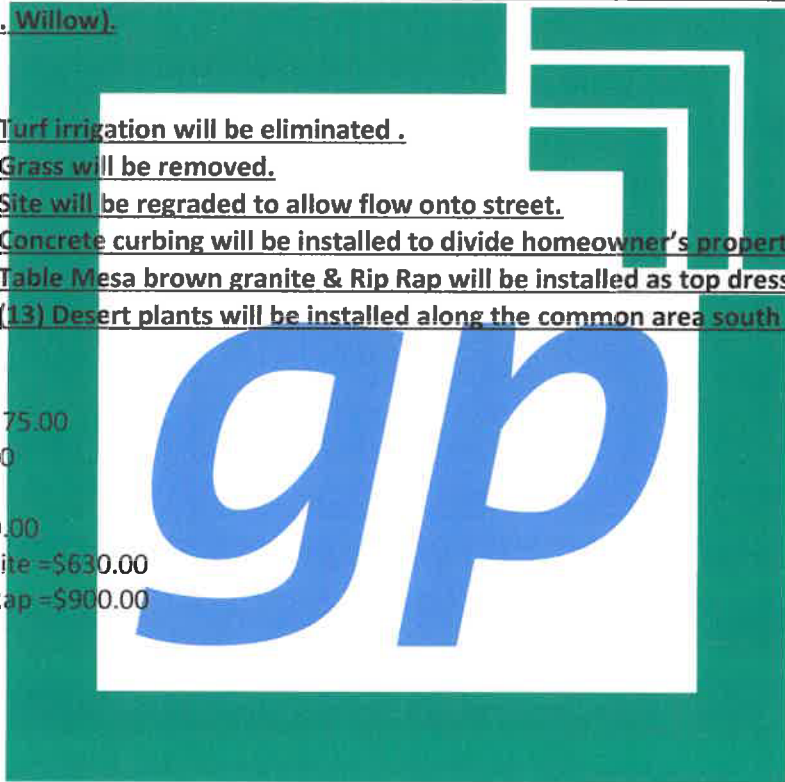 . Willow).
Turf irrigation will be eliminated .
Grass will be removed.
Site will be regraded to allow flow onto street.
Concrete curbing will be installed to divide homeowner's propert
Table Mesa brown granite & Rip Rap will be installed as top dress
(13) Desert plants will be installed along the common area south
75.00
0
.00
ite =$630.00
ap =$900.00
gp